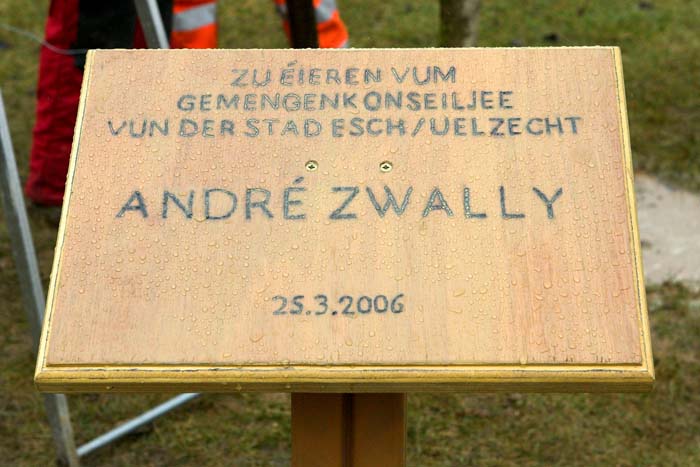 ZU ÉIEREN VUM
GEMENGENKONSEILJEE
VUN DER STAD ESCH/UELZECHT
ANDRÉ ZWALLY
25.3.2006